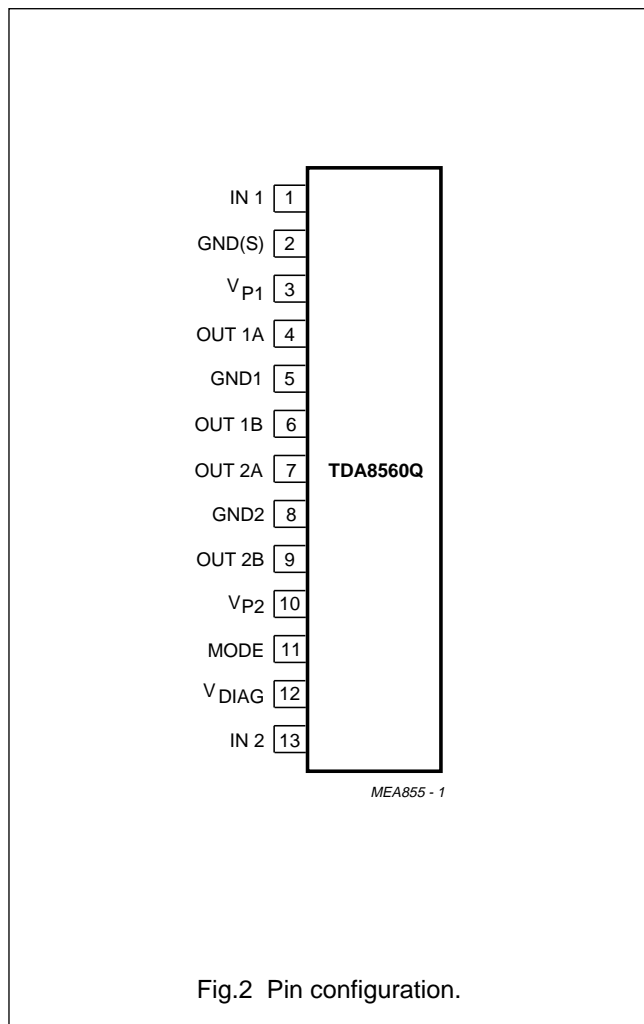 IN 1 1
GND(S) 2
VP1 3
OUT 1A 4
GND1 5
OUT 1B 6
OUT 2A 7 TDA8560Q
GND2 8
OUT 2B 9
VP2 10
MODE 11
VDIAG 12
IN 2 13
MEA855 - 1
Fig.2 Pin configuration.